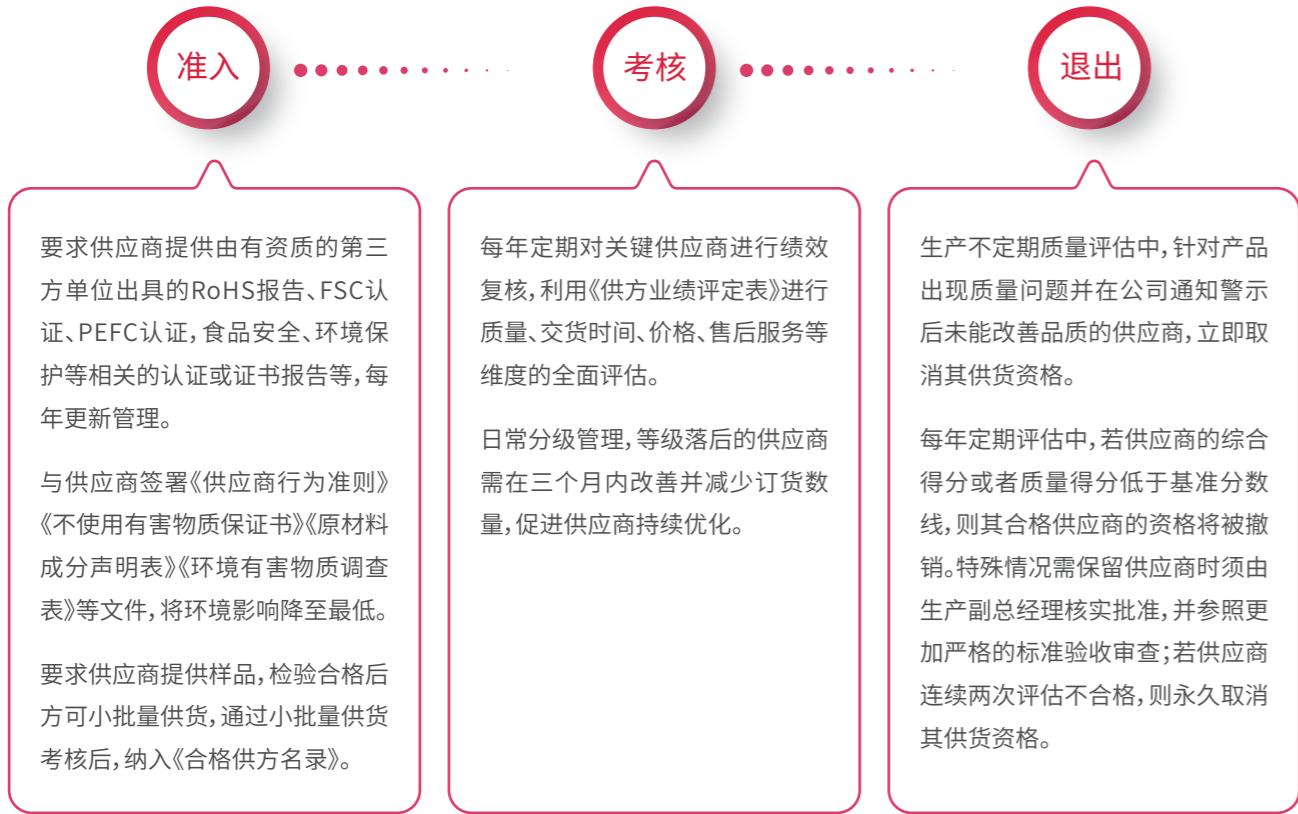 准入
考核
退出
要求供应商提供由有资质的第三
方单位出具的RoHS报告、FSC认
证、PEFC认证，食品安全、环境保
护等相关的认证或证书报告等，每
年更新管理。
与供应商签署《供应商行为准则》
《不使用有害物质保证书》《原材料
成分声明表》《环境有害物质调查
表》等文件，将环境影响降至最低。
要求供应商提供样品，检验合格后
方可小批量供货，通过小批量供货
考核后，纳入《合格供方名录》。
每年定期对关键供应商进行绩效
复核，利用《供方业绩评定表》进行
质量、交货时间、价格、售后服务等
维度的全面评估。
日常分级管理，等级落后的供应商
需在三个月内改善并减少订货数
量，促进供应商持续优化。
生产不定期质量评估中，针对产品
出现质量问题并在公司通知警示
后未能改善品质的供应商，立即取
消其供货资格。
每年定期评估中，若供应商的综合
得分或者质量得分低于基准分数
线，则其合格供应商的资格将被撤
销。特殊情况需保留供应商时须由
生产副总经理核实批准，并参照更
加严格的标准验收审查；若供应商
连续两次评估不合格，则永久取消
其供货资格。